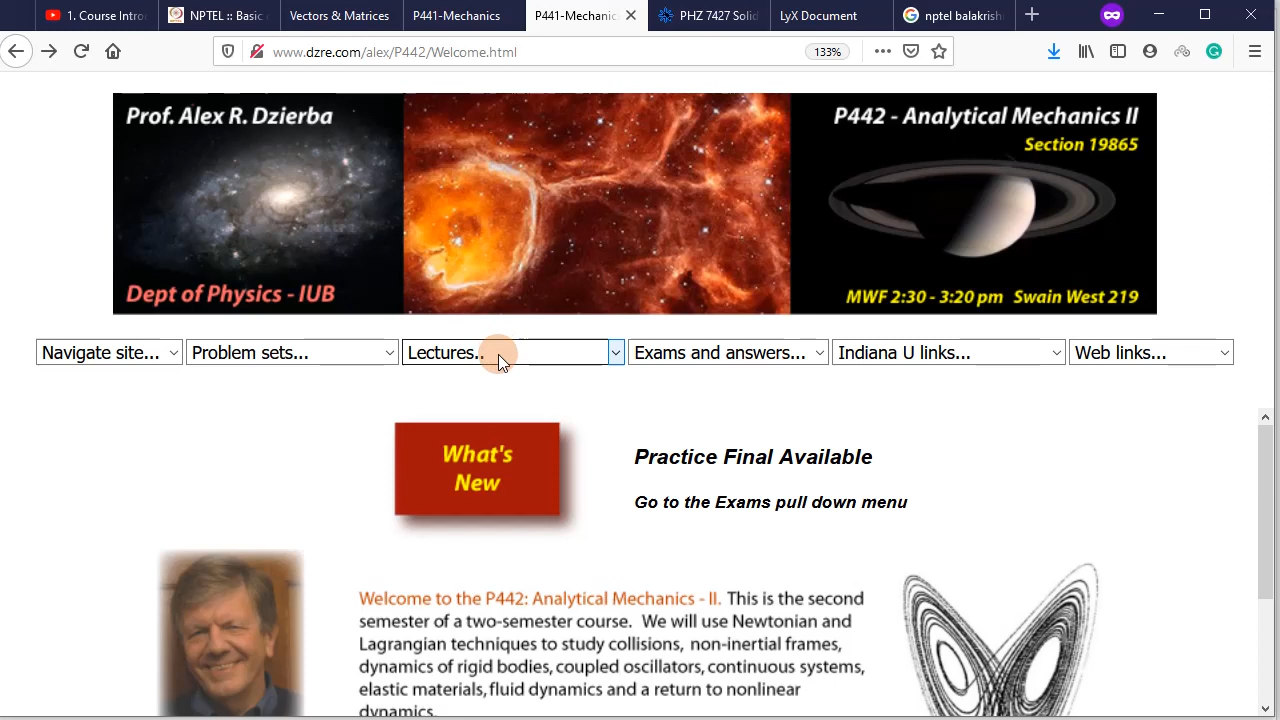 1. Course Intro
NPTEL :: Basic
Vectors & Matrices
P441-Mechanics
P441-Mechanic
PHZ 7427 Solid
LyX Document
nptel balakrish
www.dzre.com/alex/P442/Welcome.html
133%
Prof. Alex R. Dzierba
P442 - Analytical Mechanics II
Section 19865
Dept of Physics - IUB
MWF 2:30 - 3:20 pm Swain West 219
Navigate site...
Problem sets...
Lectures...
Exams and answers...
Indiana U links...
Web links...
What's
New
Practice Final Available
Go to the Exams pull down menu
Welcome to the P442: Analytical Mechanics - II. This is the second
semester of a two-semester course. We will use Newtonian and
Lagrangian techniques to study collisions, non-inertial frames,
dynamics of rigid bodies, coupled oscillators, continuous systems,
elastic materials, fluid dynamics and a return to nonlinear
dynamics.